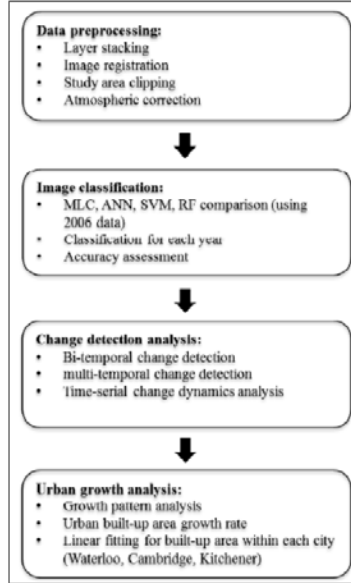 Data preprocessing:
• Layer stacking
• Image registration
• Study area clipping
• Atmospheric correction
Image classification:
• MLC, ANN, SVM, RF comparison (using
2006 data)
• Classification for each year
• Accuracy assessment
Change detection analysis:
• Bi-temporal change detection
• multi-temporal change detection
• Time-serial change dynamics analysis
Urban growth analysis:
• Growth pattern analysis
• Urban built-up area growth rate
• Linear fitting for built-up area within each city
(Waterloo, Cambridge, Kitchener)